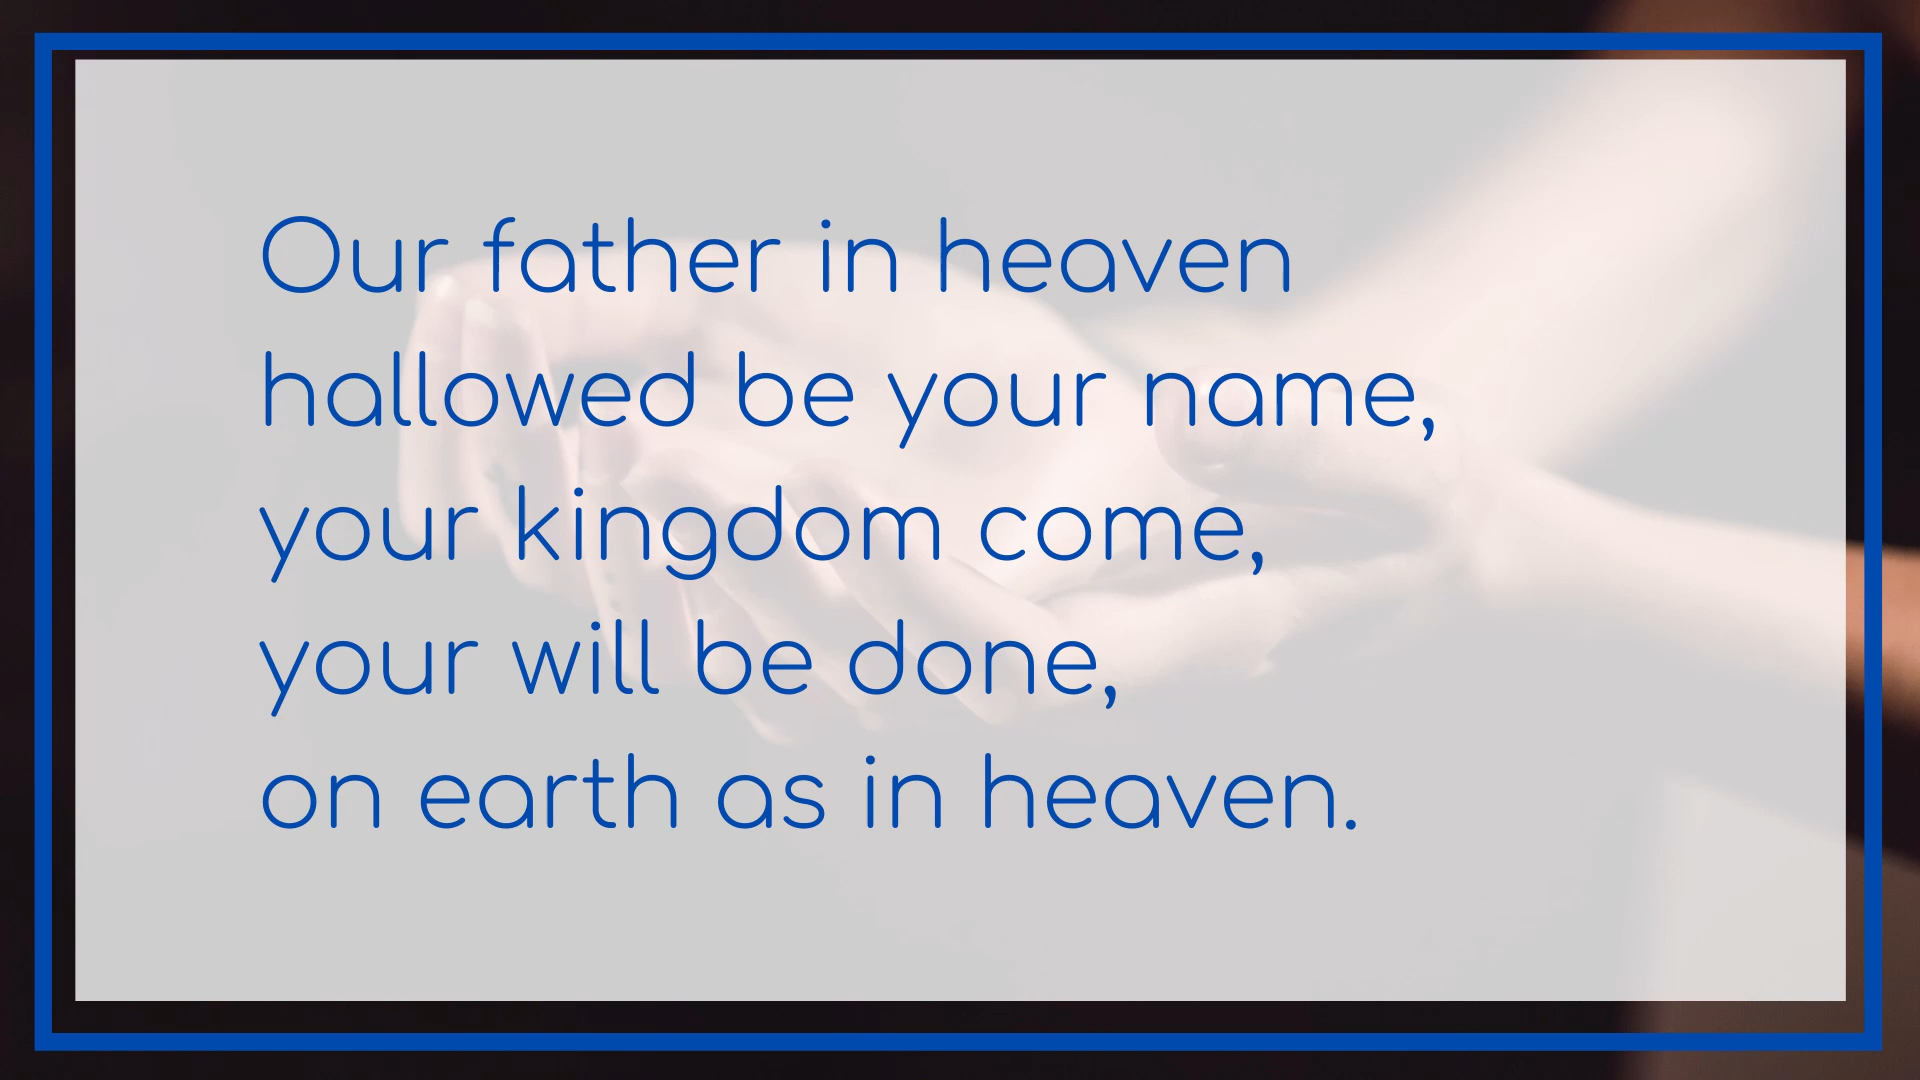 Our father in heaven
hallowed be your name,
your kingdom come,
your will be done,
on earth as in heaven.